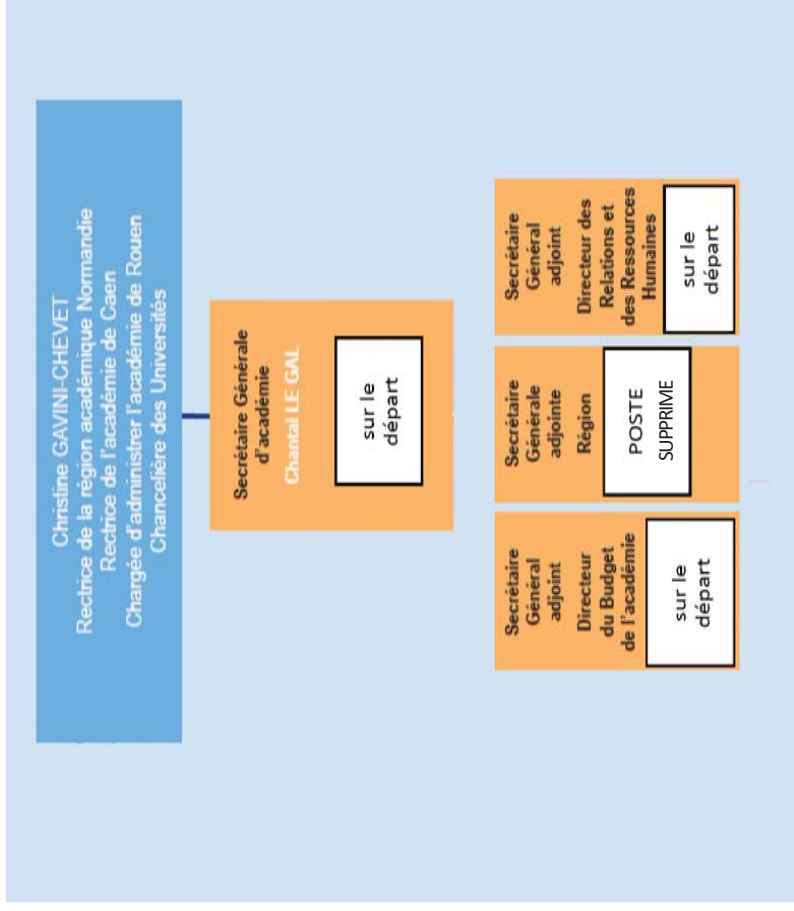 Christine GAVINI-CHEVET
Rectrice de la région académique Normandie
Rectrice de l'académie de Caen
Chargée d'administrer l'académie de Rouen
Chancelière des Universités
Secrétaire Générale
d'académie
Chantal LE GAL
sur le
départ
Secrétaire
Général
adjoint
Directeur
du Budget
de l'académie
sur le
départ
Secrétaire
Générale
adjointe
Région
POSTE
SUPPRIME
Secrétaire
Général
adjoint
Directeur des
Relations et
des Ressources
Humaines
sur le
départ